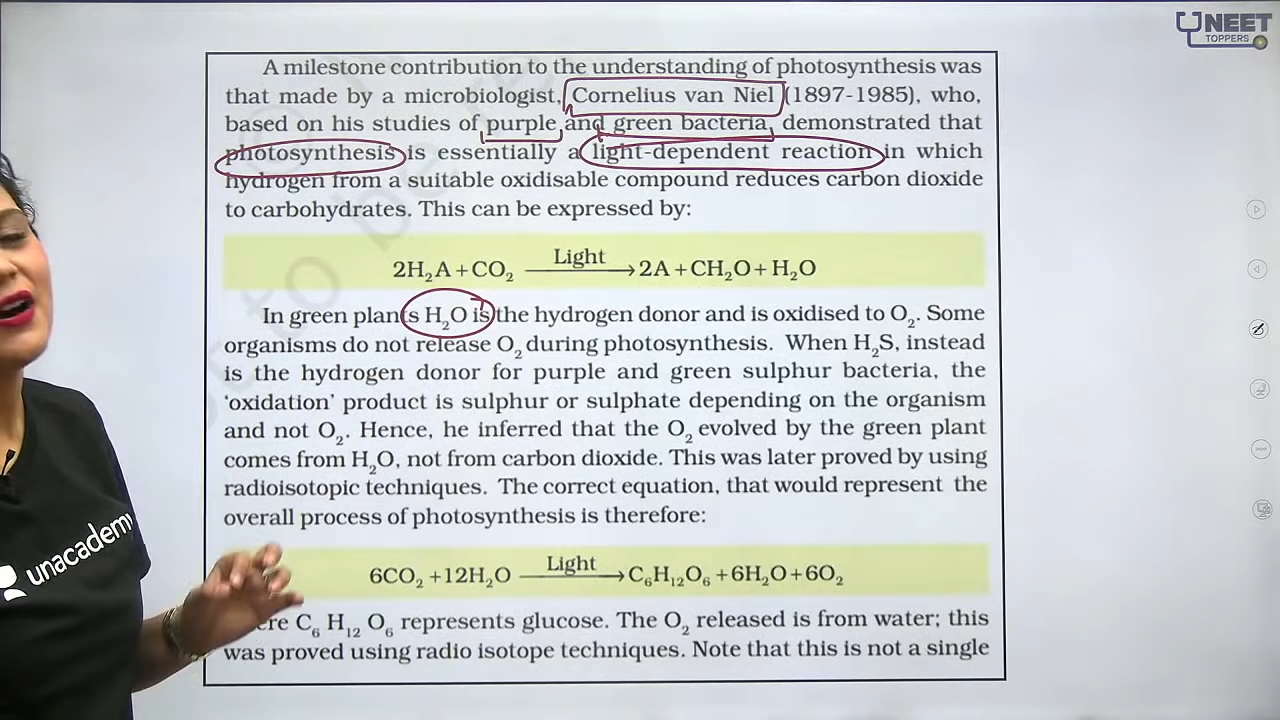 NEET
TOPPERS
A milestone contribution to the understanding of photosynthesis was
that made by a microbiologist, Cornelius van Niel (1897-1985), who,
based on his studies of purple and green bacteria, demonstrated that
photosynthesis is essentially a light-dependent reaction in which
hydrogen from a suitable oxidisable compound reduces carbon dioxide
to carbohydrates. This can be expressed by:
Light
2H₂A + CO₂ ⟶ 2A + CH₂O + H₂O
In green plants H₂O is the hydrogen donor and is oxidised to O₂. Some
organisms do not release O₂ during photosynthesis. When H₂S, instead
is the hydrogen donor for purple and green sulphur bacteria, the
‘oxidation’ product is sulphur or sulphate depending on the organism
and not O₂. Hence, he inferred that the O₂ evolved by the green plant
comes from H₂O, not from carbon dioxide. This was later proved by using
radioisotopic techniques. The correct equation, that would represent the
overall process of photosynthesis is therefore:
Light
6CO₂ + 12H₂O ⟶ C₆H₁₂O₆ + 6H₂O + 6O₂
C₆ H₁₂ O₆ represents glucose. The O₂ released is from water; this
was proved using radio isotope techniques. Note that this is not a single
unacademy